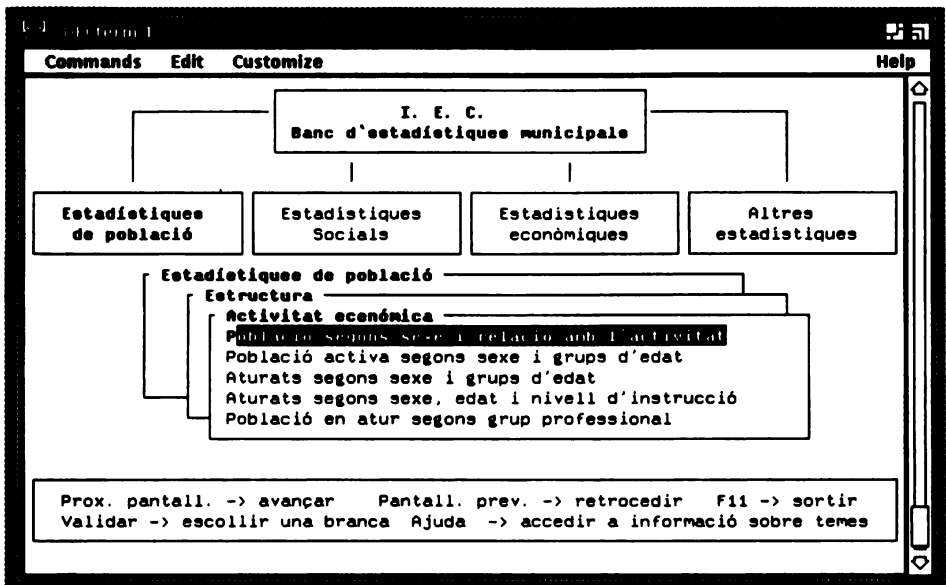 Commands Edit Customize Help
I. E. C.
Banc d'estadístiques municipals
Estadístiques de població
Estadístiques Socials
Estadístiques econòmiques
Altres estadístiques
Estadístiques de població
Estructura
Activitat económica
Població segons sexe i relació amb l'activitat
Població activa segons sexe i grups d'edat
Aturats segons sexe i grups d'edat
Aturats segons sexe, edat i nivell d'instrucció
Població en atur segons grup professional
Prox. pantall. -> avançar Pantall. prev. -> retrocedir F11 -> sortir
Validar -> escollir una branca Ajuda -> accedir a informació sobre temes